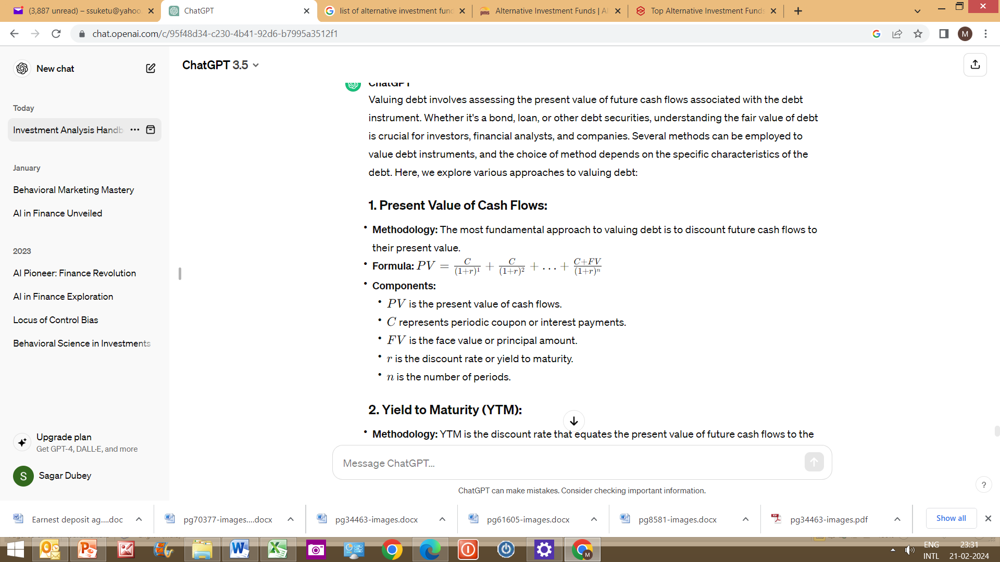 (3,887 unread) – ssuketu@yahoo.
ChatGPT
list of alternative investment fund
Alternative Investment Funds | AI
Top Alternative Investment Funds
chat.openai.com/c/95f48d34-c230-4b41-92d6-b7995a3512f1
M
New chat
ChatGPT 3.5
Today
Investment Analysis Handb
January
Behavioral Marketing Mastery
AI in Finance Unveiled
2023
AI Pioneer: Finance Revolution
AI in Finance Exploration
Locus of Control Bias
Behavioral Science in Investments
Upgrade plan
Get GPT-4, DALL·E, and more
S
Sagar Dubey
ChatGPT
Valuing debt involves assessing the present value of future cash flows associated with the debt
instrument. Whether it's a bond, loan, or other debt securities, understanding the fair value of debt
is crucial for investors, financial analysts, and companies. Several methods can be employed to
value debt instruments, and the choice of method depends on the specific characteristics of the
debt. Here, we explore various approaches to valuing debt:
1. Present Value of Cash Flows:
• Methodology: The most fundamental approach to valuing debt is to discount future cash flows to
their present value.
• Formula: PV = C/(1+r)¹ + C/(1+r)² + … + C+FV/(1+r)ⁿ
• Components:
• PV is the present value of cash flows.
• C represents periodic coupon or interest payments.
• FV is the face value or principal amount.
• r is the discount rate or yield to maturity.
• n is the number of periods.
2. Yield to Maturity (YTM):
• Methodology: YTM is the discount rate that equates the present value of future cash flows to the
Message ChatGPT...
ChatGPT can make mistakes. Consider checking important information.
?
Earnest deposit ag....doc
pg70377-images....docx
pg34463-images.docx
pg61605-images.docx
pg8581-images.docx
pg34463-images.pdf
Show all
ENG
INTL
23:31
21-02-2024